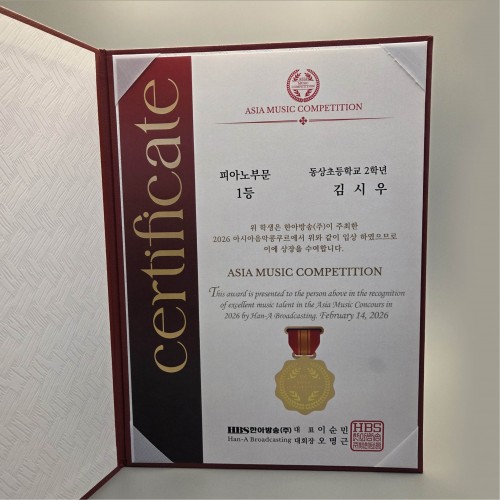 certificate
ASIA MUSIC COMPETITION
피아노부문 동상초등학교 2학년
1등 김 시 우
위 학생은 한아방송(주)이 주최한
2026 아시아음악콩쿠르에서 위와 같이 입상 하였으므로
이에 상장을 수여합니다.
ASIA MUSIC COMPETITION
This award is presented to the person above in the recognition
of excellent music talent in the Asia Music Concours in
2026 by Han-A Broadcasting. February 14, 2026
HBS한아방송(주) 대 표 이 순 민
Han-A Broadcasting 대회장 오 명 근
HBS